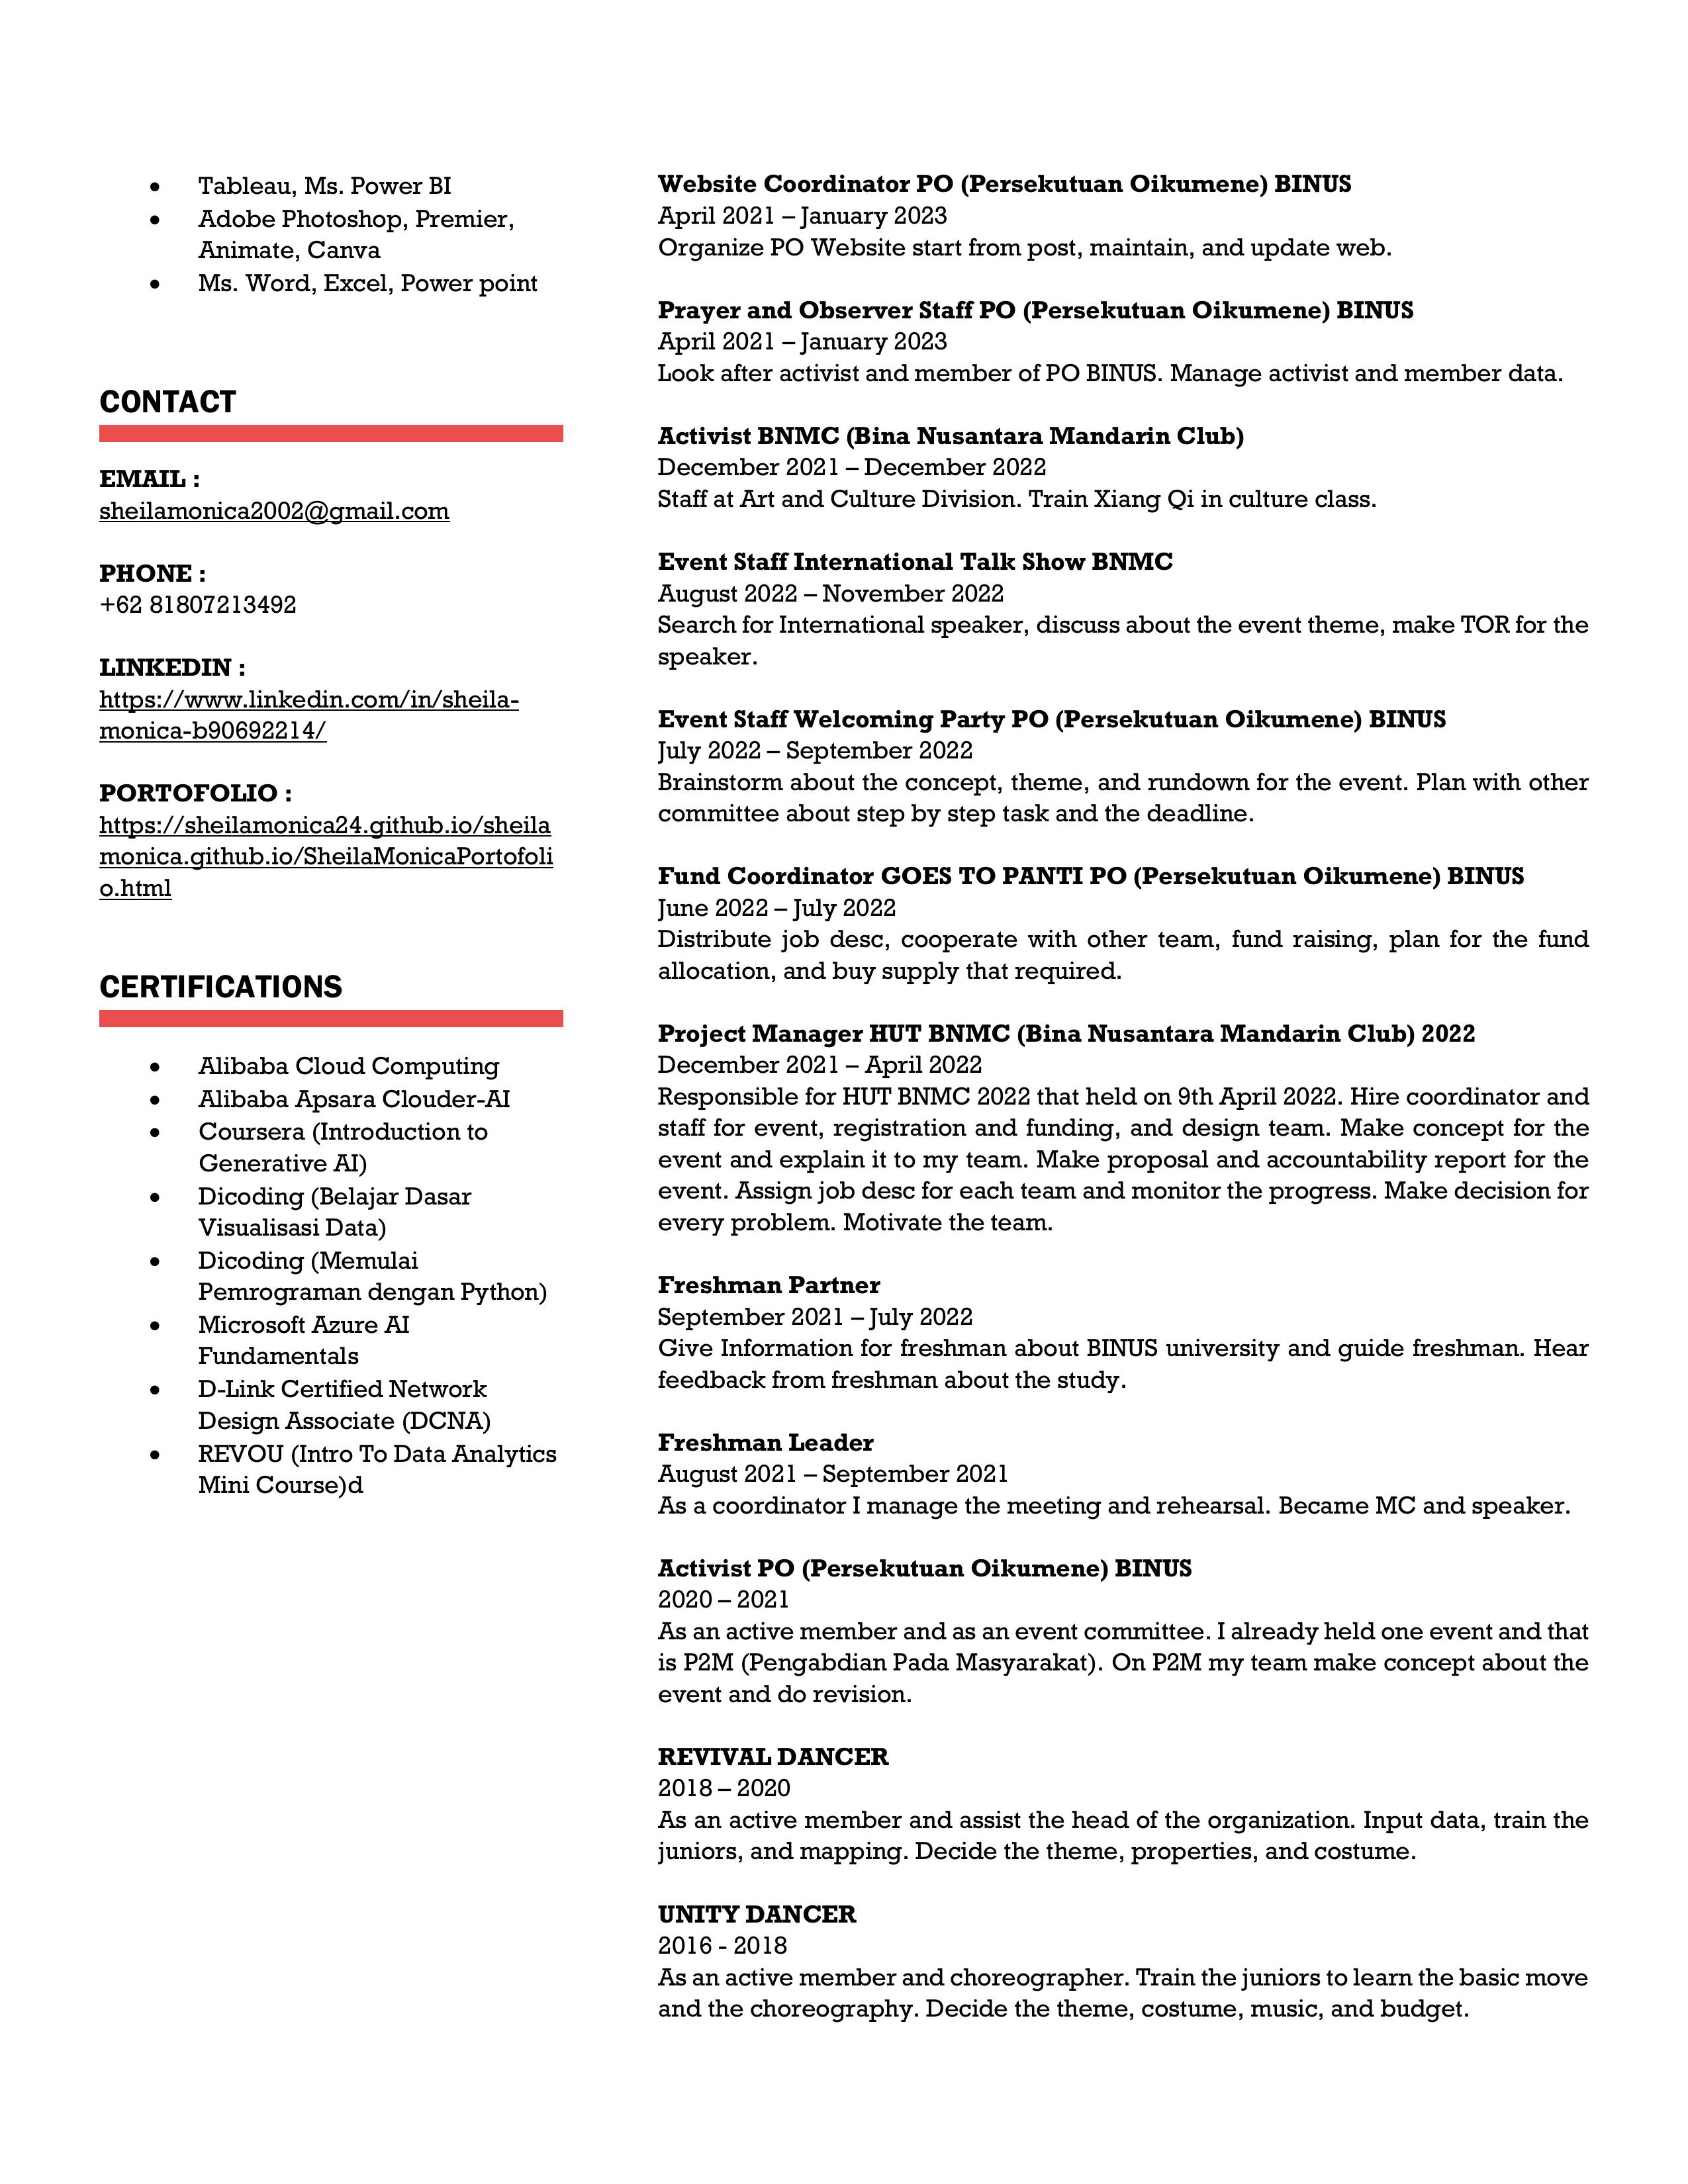 • Tableau, Ms. Power BI
• Adobe Photoshop, Premier,
Animate, Canva
• Ms. Word, Excel, Power point
CONTACT
EMAIL :
sheilamonica2002@gmail.com
PHONE :
+62 81807213492
LINKEDIN :
https://www.linkedin.com/in/sheila-
monica-b90692214/
PORTOFOLIO :
https://sheilamonica24.github.io/sheila
monica.github.io/SheilaMonicaPortofoli
o.html
CERTIFICATIONS
• Alibaba Cloud Computing
• Alibaba Apsara Clouder-AI
• Coursera (Introduction to
Generative AI)
• Dicoding (Belajar Dasar
Visualisasi Data)
• Dicoding (Memulai
Pemrograman dengan Python)
• Microsoft Azure AI
Fundamentals
• D-Link Certified Network
Design Associate (DCNA)
• REVOU (Intro To Data Analytics
Mini Course)d
Website Coordinator PO (Persekutuan Oikumene) BINUS
April 2021 – January 2023
Organize PO Website start from post, maintain, and update web.
Prayer and Observer Staff PO (Persekutuan Oikumene) BINUS
April 2021 – January 2023
Look after activist and member of PO BINUS. Manage activist and member data.
Activist BNMC (Bina Nusantara Mandarin Club)
December 2021 – December 2022
Staff at Art and Culture Division. Train Xiang Qi in culture class.
Event Staff International Talk Show BNMC
August 2022 – November 2022
Search for International speaker, discuss about the event theme, make TOR for the
speaker.
Event Staff Welcoming Party PO (Persekutuan Oikumene) BINUS
July 2022 – September 2022
Brainstorm about the concept, theme, and rundown for the event. Plan with other
committee about step by step task and the deadline.
Fund Coordinator GOES TO PANTI PO (Persekutuan Oikumene) BINUS
June 2022 – July 2022
Distribute job desc, cooperate with other team, fund raising, plan for the fund
allocation, and buy supply that required.
Project Manager HUT BNMC (Bina Nusantara Mandarin Club) 2022
December 2021 – April 2022
Responsible for HUT BNMC 2022 that held on 9th April 2022. Hire coordinator and
staff for event, registration and funding, and design team. Make concept for the
event and explain it to my team. Make proposal and accountability report for the
event. Assign job desc for each team and monitor the progress. Make decision for
every problem. Motivate the team.
Freshman Partner
September 2021 – July 2022
Give Information for freshman about BINUS university and guide freshman. Hear
feedback from freshman about the study.
Freshman Leader
August 2021 – September 2021
As a coordinator I manage the meeting and rehearsal. Became MC and speaker.
Activist PO (Persekutuan Oikumene) BINUS
2020 – 2021
As an active member and as an event committee. I already held one event and that
is P2M (Pengabdian Pada Masyarakat). On P2M my team make concept about the
event and do revision.
REVIVAL DANCER
2018 – 2020
As an active member and assist the head of the organization. Input data, train the
juniors, and mapping. Decide the theme, properties, and costume.
UNITY DANCER
2016 - 2018
As an active member and choreographer. Train the juniors to learn the basic move
and the choreography. Decide the theme, costume, music, and budget.